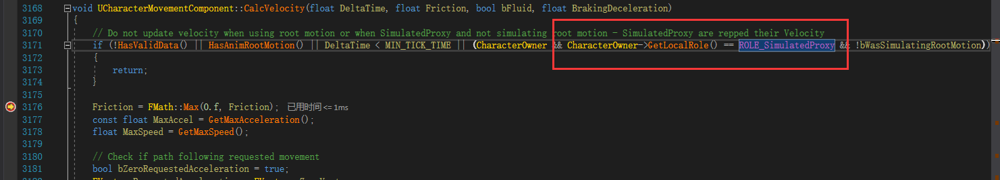 3168 void UCharacterMovementComponent::CalcVelocity(float DeltaTime, float Friction, bool bFluid, float BrakingDeceleration)
3169 {
3170 // Do not update velocity when using root motion or when SimulatedProxy and not simulating root motion - SimulatedProxy are repped their Velocity
3171 if (!HasValidData() || HasAnimRootMotion() || DeltaTime < MIN_TICK_TIME || (CharacterOwner && CharacterOwner->GetLocalRole() == ROLE_SimulatedProxy && !bWasSimulatingRootMotion))
3172 {
3173 return;
3174 }
3175
3176 Friction = FMath::Max(0.f, Friction); 已用时间 <= 1ms
3177 const float MaxAccel = GetMaxAcceleration();
3178 float MaxSpeed = GetMaxSpeed();
3179
3180 // Check if path following requested movement
3181 bool bZeroRequestedAcceleration = true;